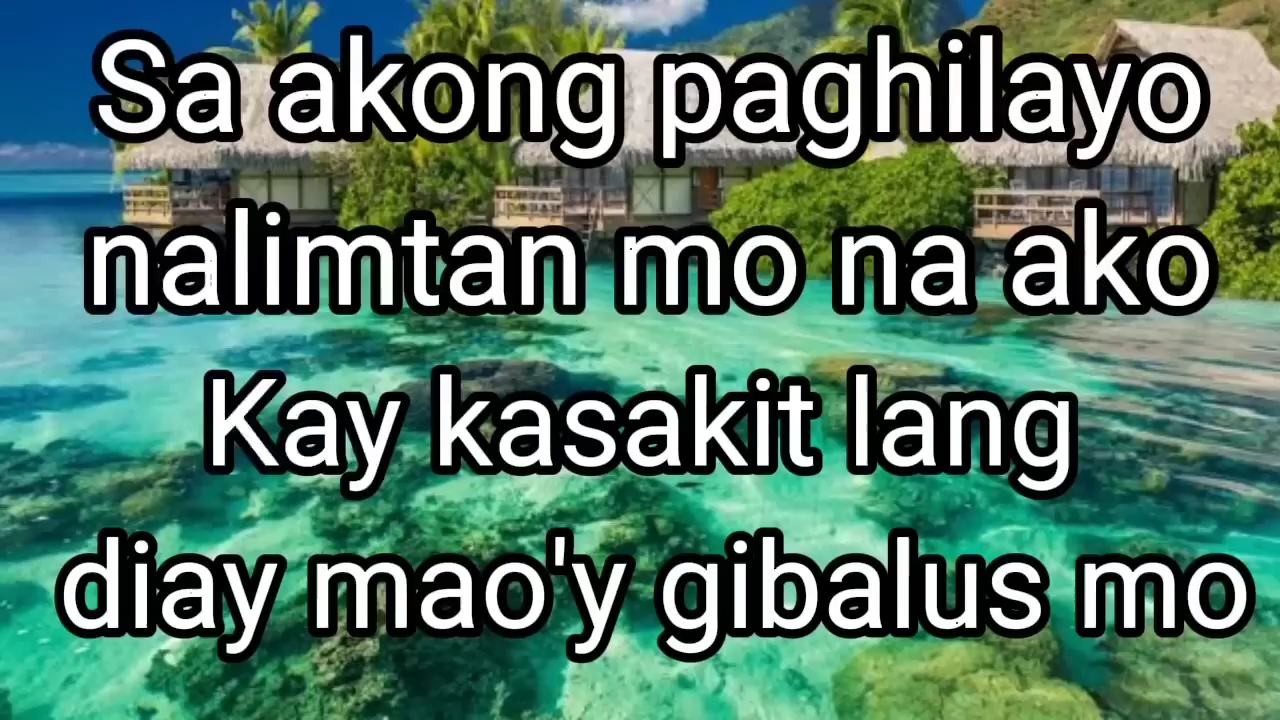 Sa akong paghilayo
nalimtan mo na ako
Kay kasakit lang
diay mao'y gibalus mo